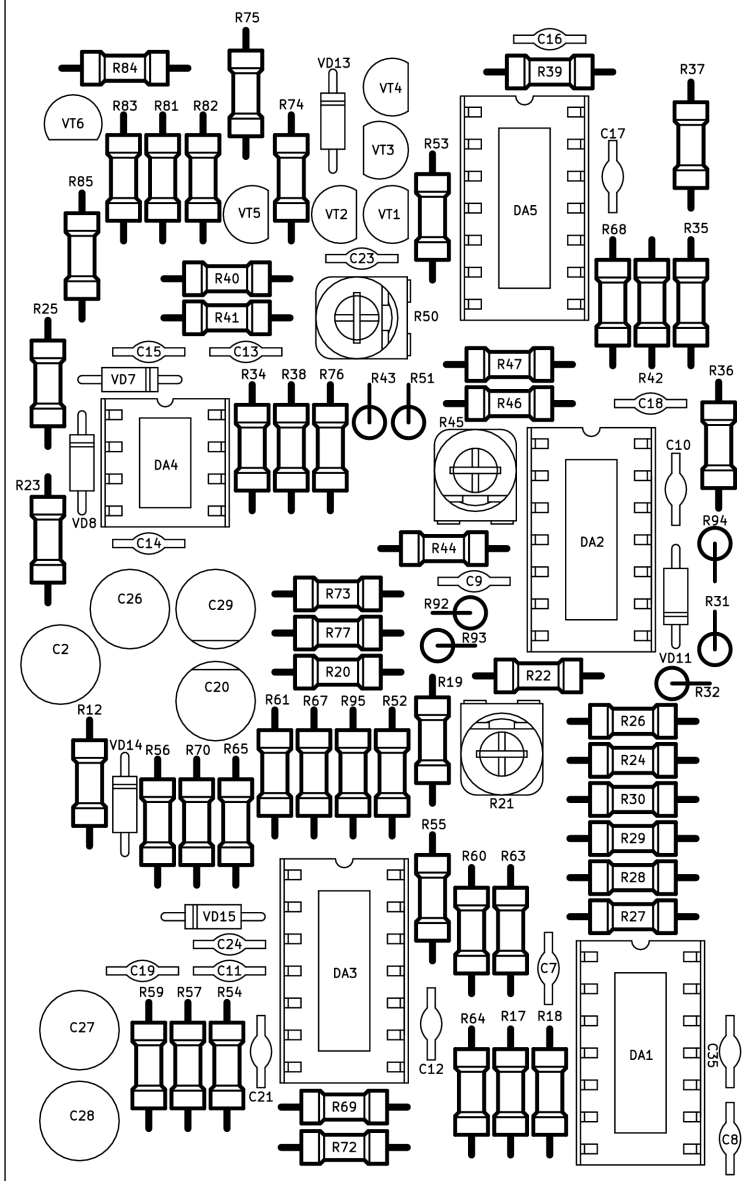 R75
C16
R84
VD13
R39
R37
VT4
R83 R81 R82
R74
VT6
C17
VT3
R53
R85
VT5
VT2
VT1
DA5
R68
R35
C23
R40
R41
R50
R25
C15
C13
R47
VD7
R34 R38 R76
R43
R51
R42
R36
R46
C18
R45
DA4
C10
R23
VD8
R94
C14
R44
DA2
C9
R73
C26
C29
R92
R31
R77
R93
C2
R20
VD11
R22
C20
R19
R32
R12
R61 R67 R95 R52
R26
VD14
R56 R70 R65
R24
R21
R30
R55
R29
R60
R63
R28
VD15
R27
C24
C19
C11
C7
DA3
R59 R57 R54
C27
R64 R17 R18
C35
DA1
C12
C21
R69
C28
C8
R72